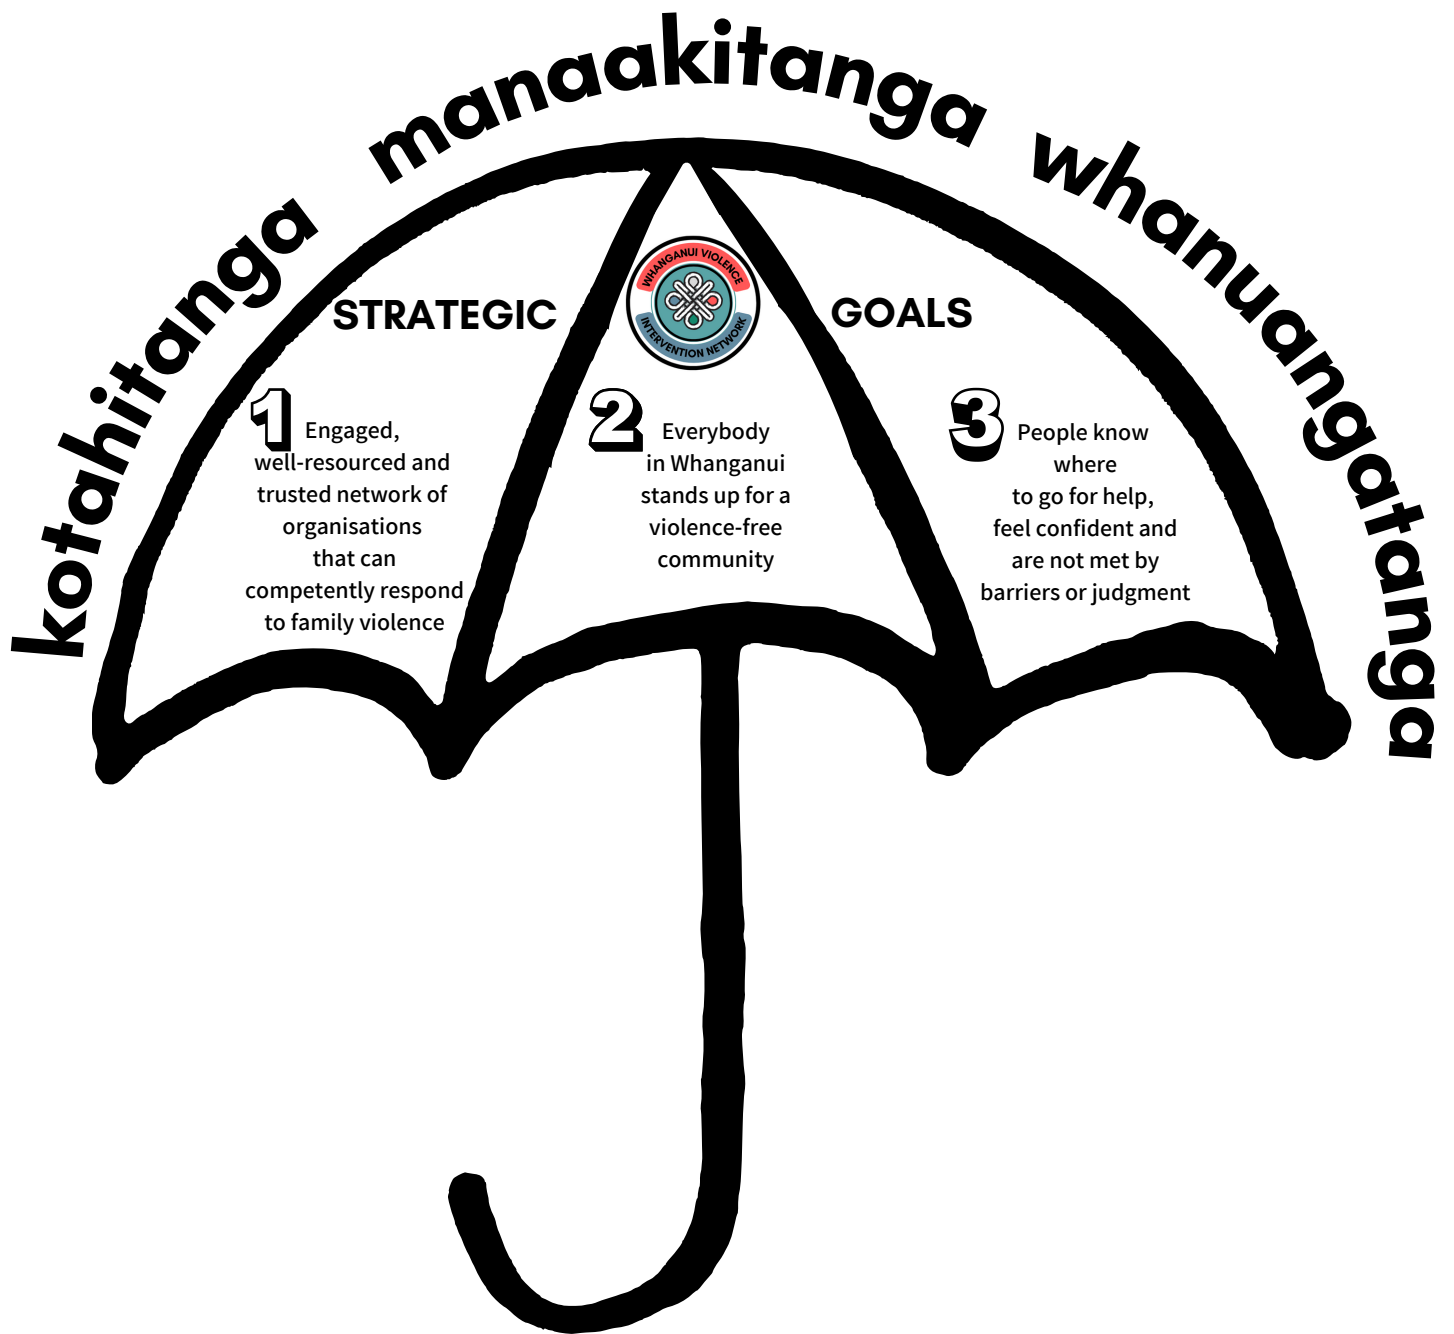 kotahitanga manaakitanga whanuangatanga
WHANGANUI VIOLENCE
INTERVENTION NETWORK
STRATEGIC GOALS
1 Engaged,
well-resourced and
trusted network of
organisations
that can
competently respond
to family violence
2 Everybody
in Whanganui
stands up for a
violence-free
community
3 People know
where
to go for help,
feel confident and
are not met by
barriers or judgment